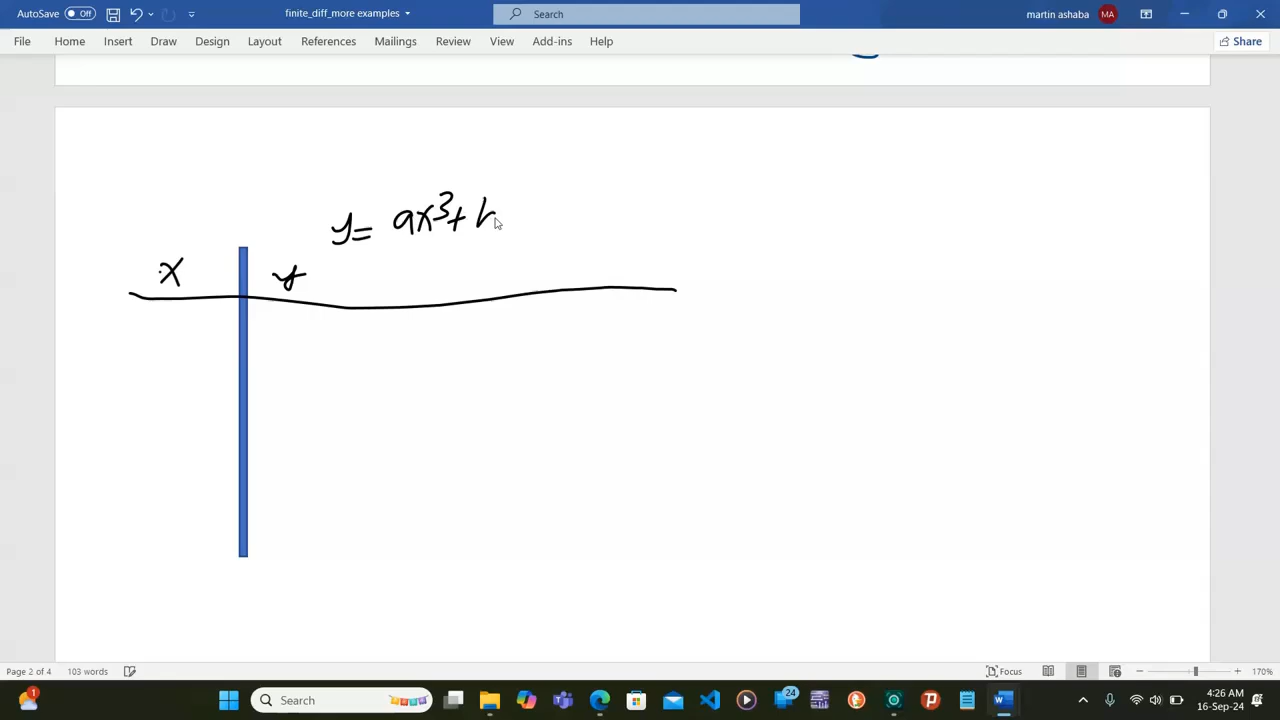 AutoSave Off finite_diff_more examples Search martin ashaba MA
File Home Insert Draw Design Layout References Mailings Review View Add-ins Help Share
y= ax³+
x y
Page 2 of 4 103 words Focus 170%
1 Search 24 4:26 AM
16-Sep-24